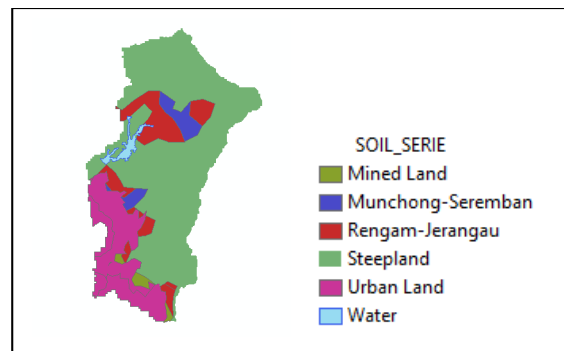 SOIL_SERIE
Mined Land
Munchong-Seremban
Rengam-Jerangau
Steepland
Urban Land
Water